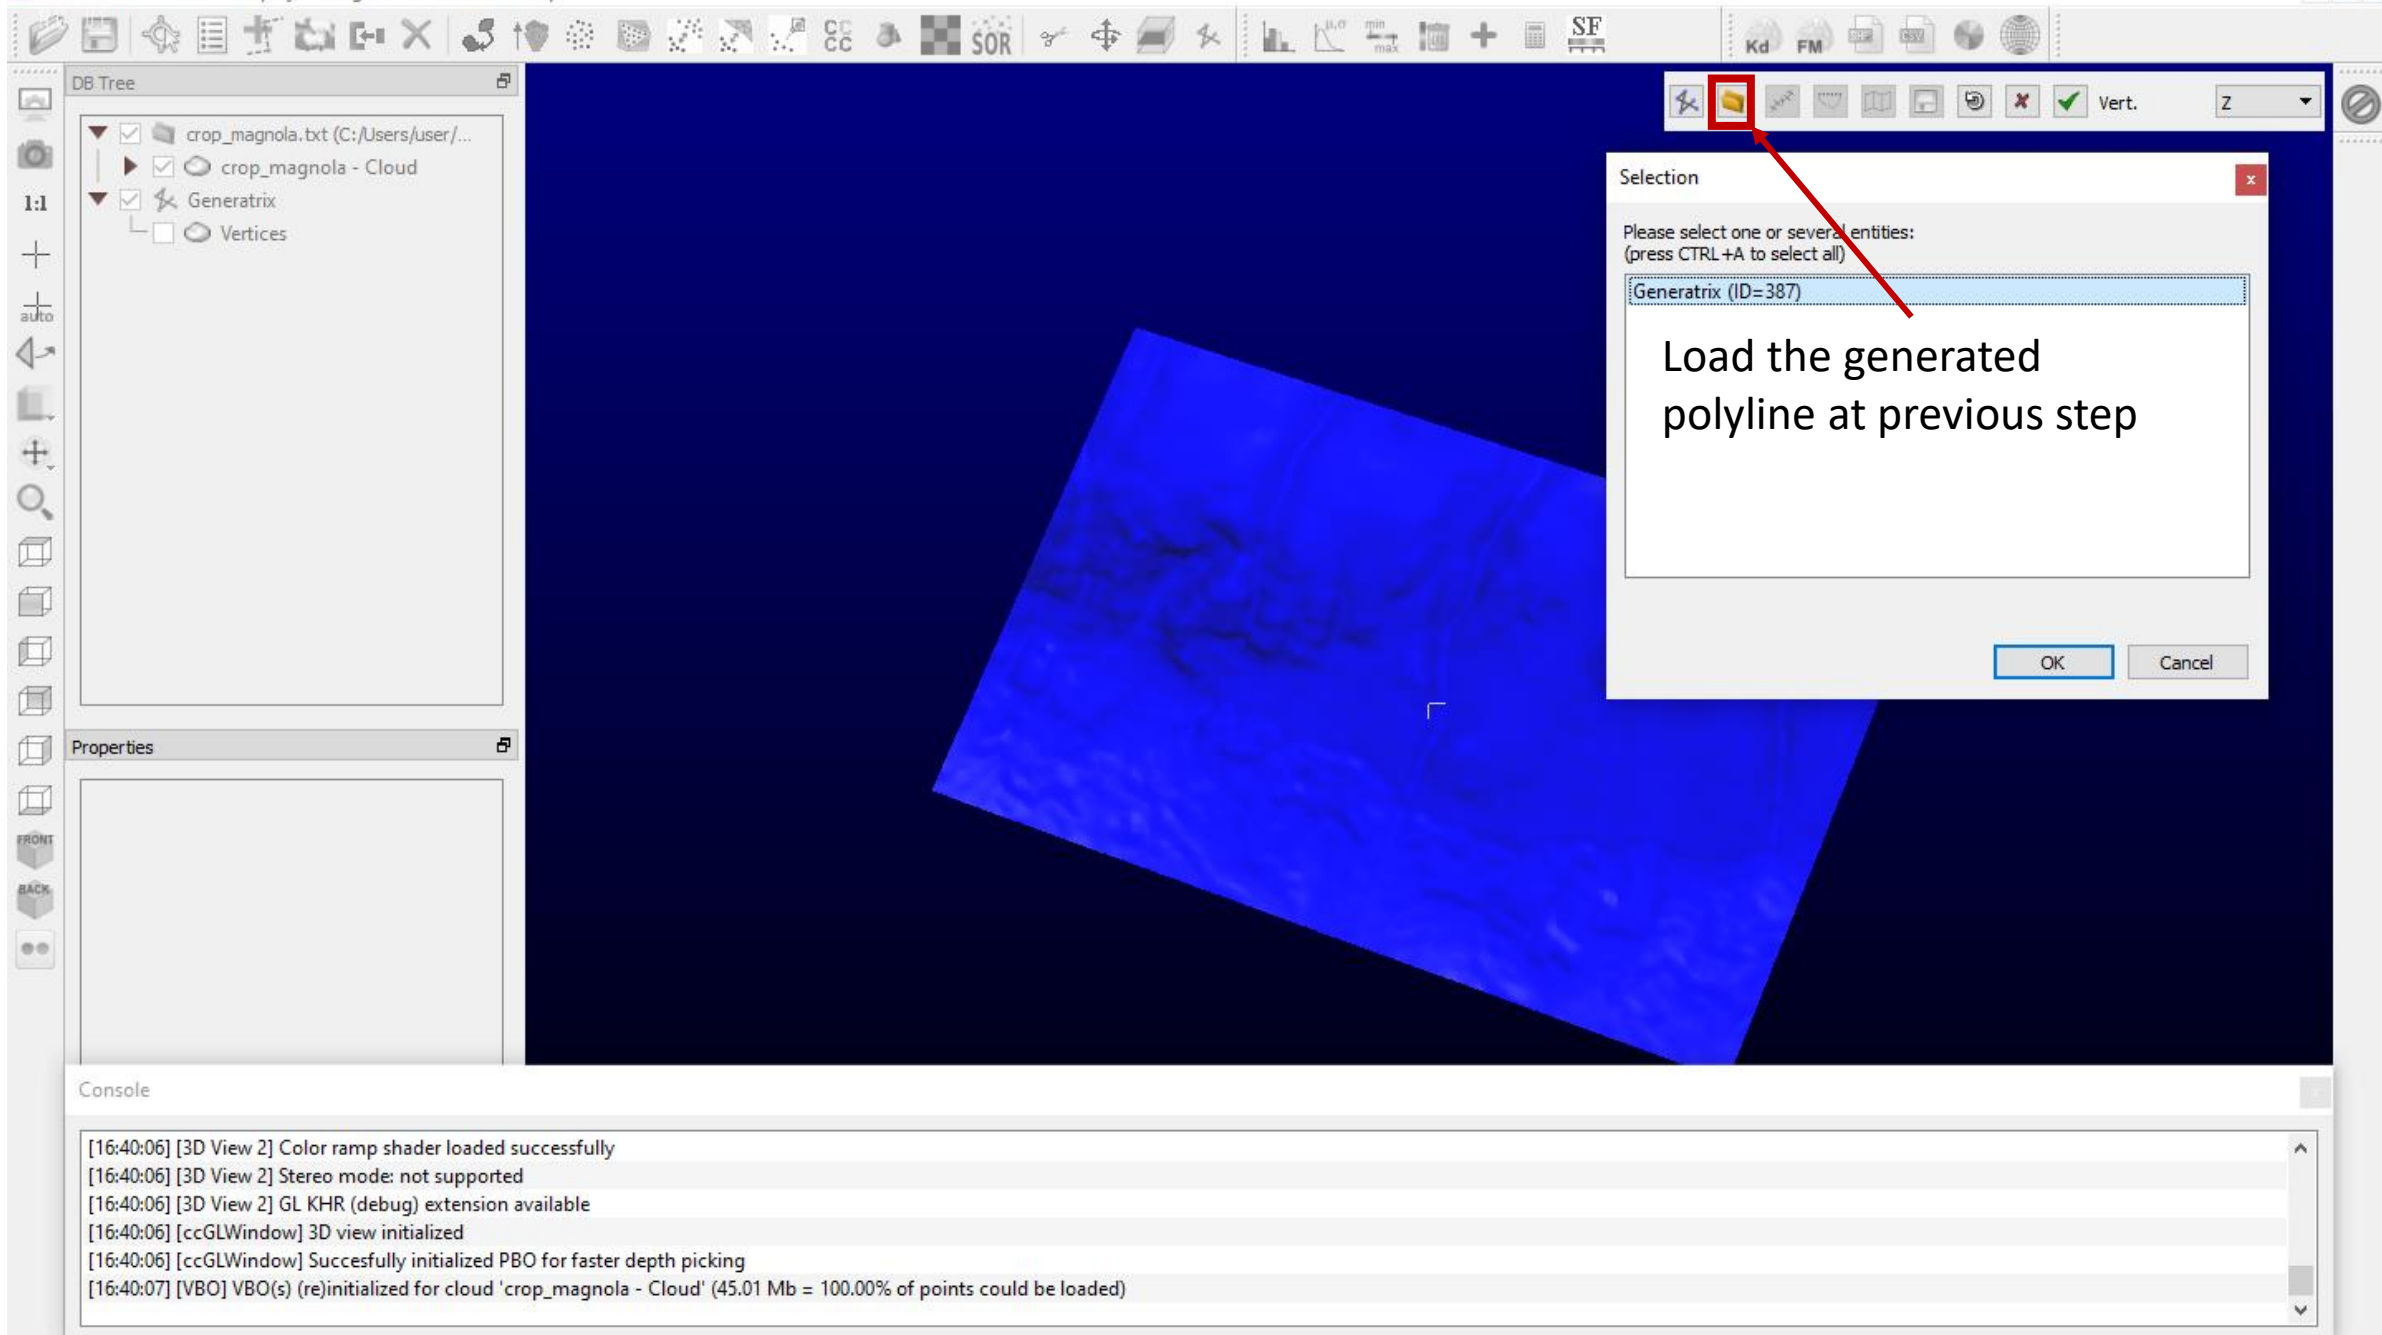 CC
CC
SOR
μ,σ
min
max
SF
Kd
FM
SHP
CSV
DB Tree
crop_magnola.txt (C:/Users/user/...
crop_magnola - Cloud
Generatrix
Vertices
1:1
auto
FRONT
BACK
Vert.
Z
Selection
x
Please select one or several entities:
(press CTRL+A to select all)
Generatrix (ID=387)
Load the generated
polyline at previous step
OK
Cancel
Properties
Console
[16:40:06] [3D View 2] Color ramp shader loaded successfully
[16:40:06] [3D View 2] Stereo mode: not supported
[16:40:06] [3D View 2] GL KHR (debug) extension available
[16:40:06] [ccGLWindow] 3D view initialized
[16:40:06] [ccGLWindow] Succesfully initialized PBO for faster depth picking
[16:40:07] [VBO] VBO(s) (re)initialized for cloud 'crop_magnola - Cloud' (45.01 Mb = 100.00% of points could be loaded)